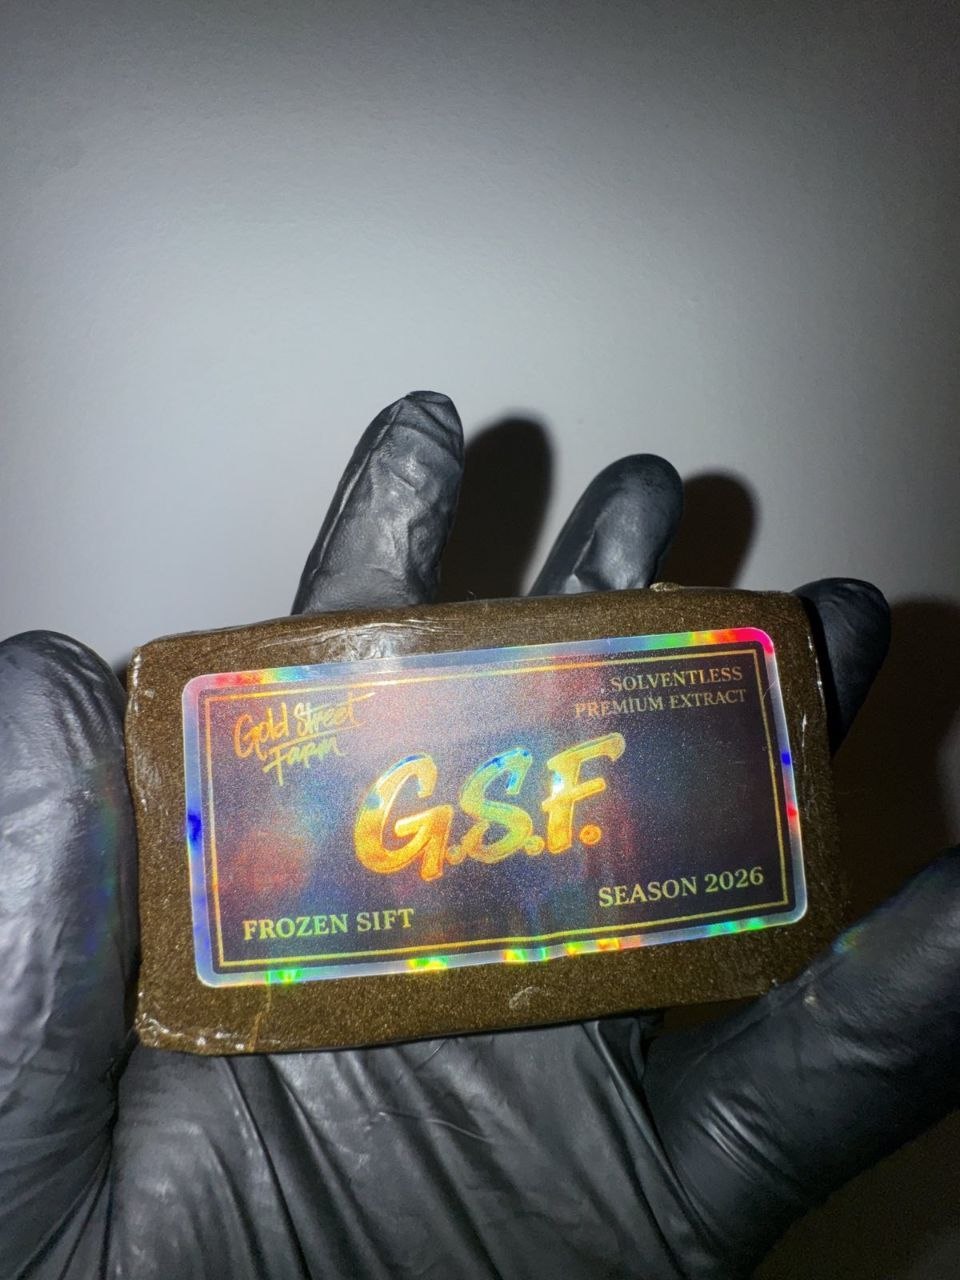 Gold Street
Farm
SOLVENTLESS
PREMIUM EXTRACT
G.S.F.
FROZEN SIFT
SEASON 2026